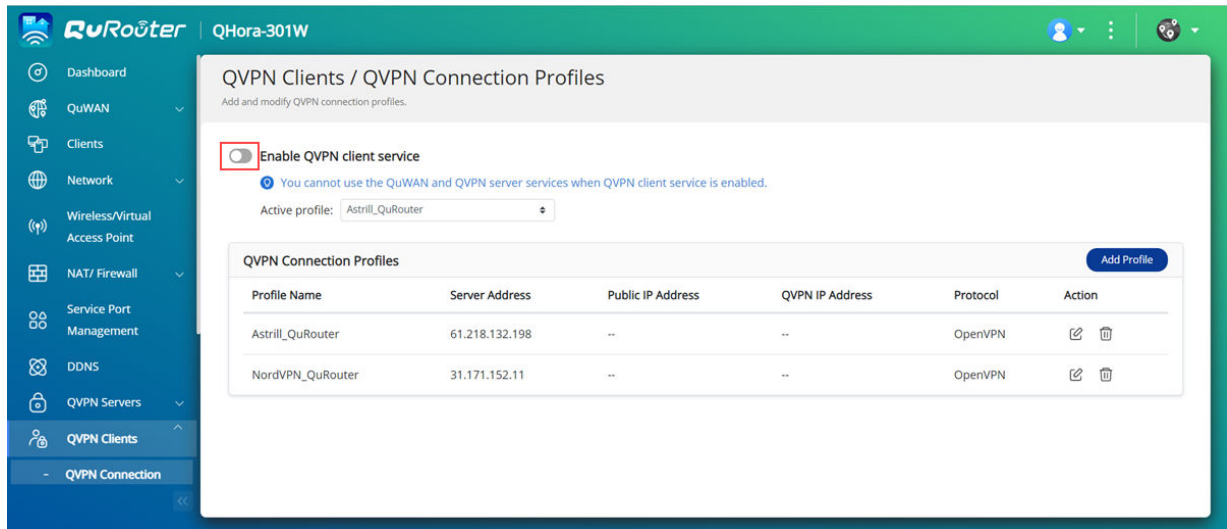 QuRouter
QHora-301W
Dashboard
QuWAN
Clients
Network
Wireless/Virtual
Access Point
NAT/ Firewall
Service Port
Management
DDNS
QVPN Servers
QVPN Clients
- QVPN Connection
QVPN Clients / QVPN Connection Profiles
Add and modify QVPN connection profiles.
Enable QVPN client service
You cannot use the QuWAN and QVPN server services when QVPN client service is enabled.
Active profile: Astrill_QuRouter
QVPN Connection Profiles
Add Profile
Profile Name Server Address Public IP Address QVPN IP Address Protocol Action
Astrill_QuRouter 61.218.132.198 -- -- OpenVPN
NordVPN_QuRouter 31.171.152.11 -- -- OpenVPN